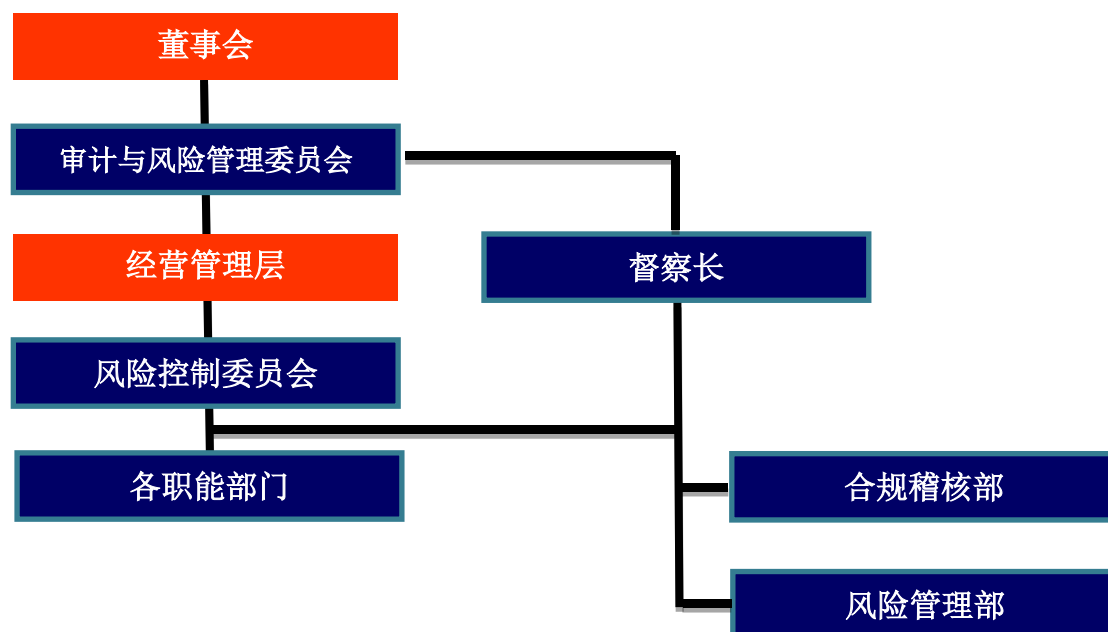 董事会
审计与风险管理委员会
经营管理层
督察长
风险控制委员会
各职能部门
合规稽核部
风险管理部